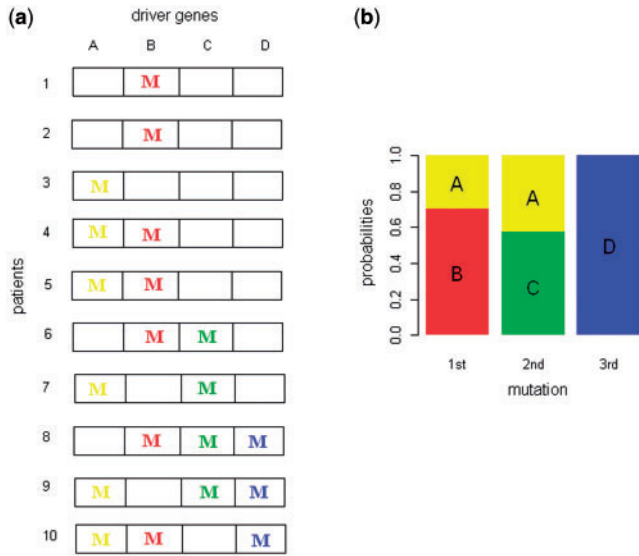 (a)
driver genes
A B C D
patients
1 M
2 M
3 M
4 M M
5 M M
6 M M
7 M M
8 M M M
9 M M M
10 M M M
(b)
probabilities
1.0
0.8
0.6
0.4
0.2
0.0
A
B
A
C
D
1st 2nd 3rd
mutation